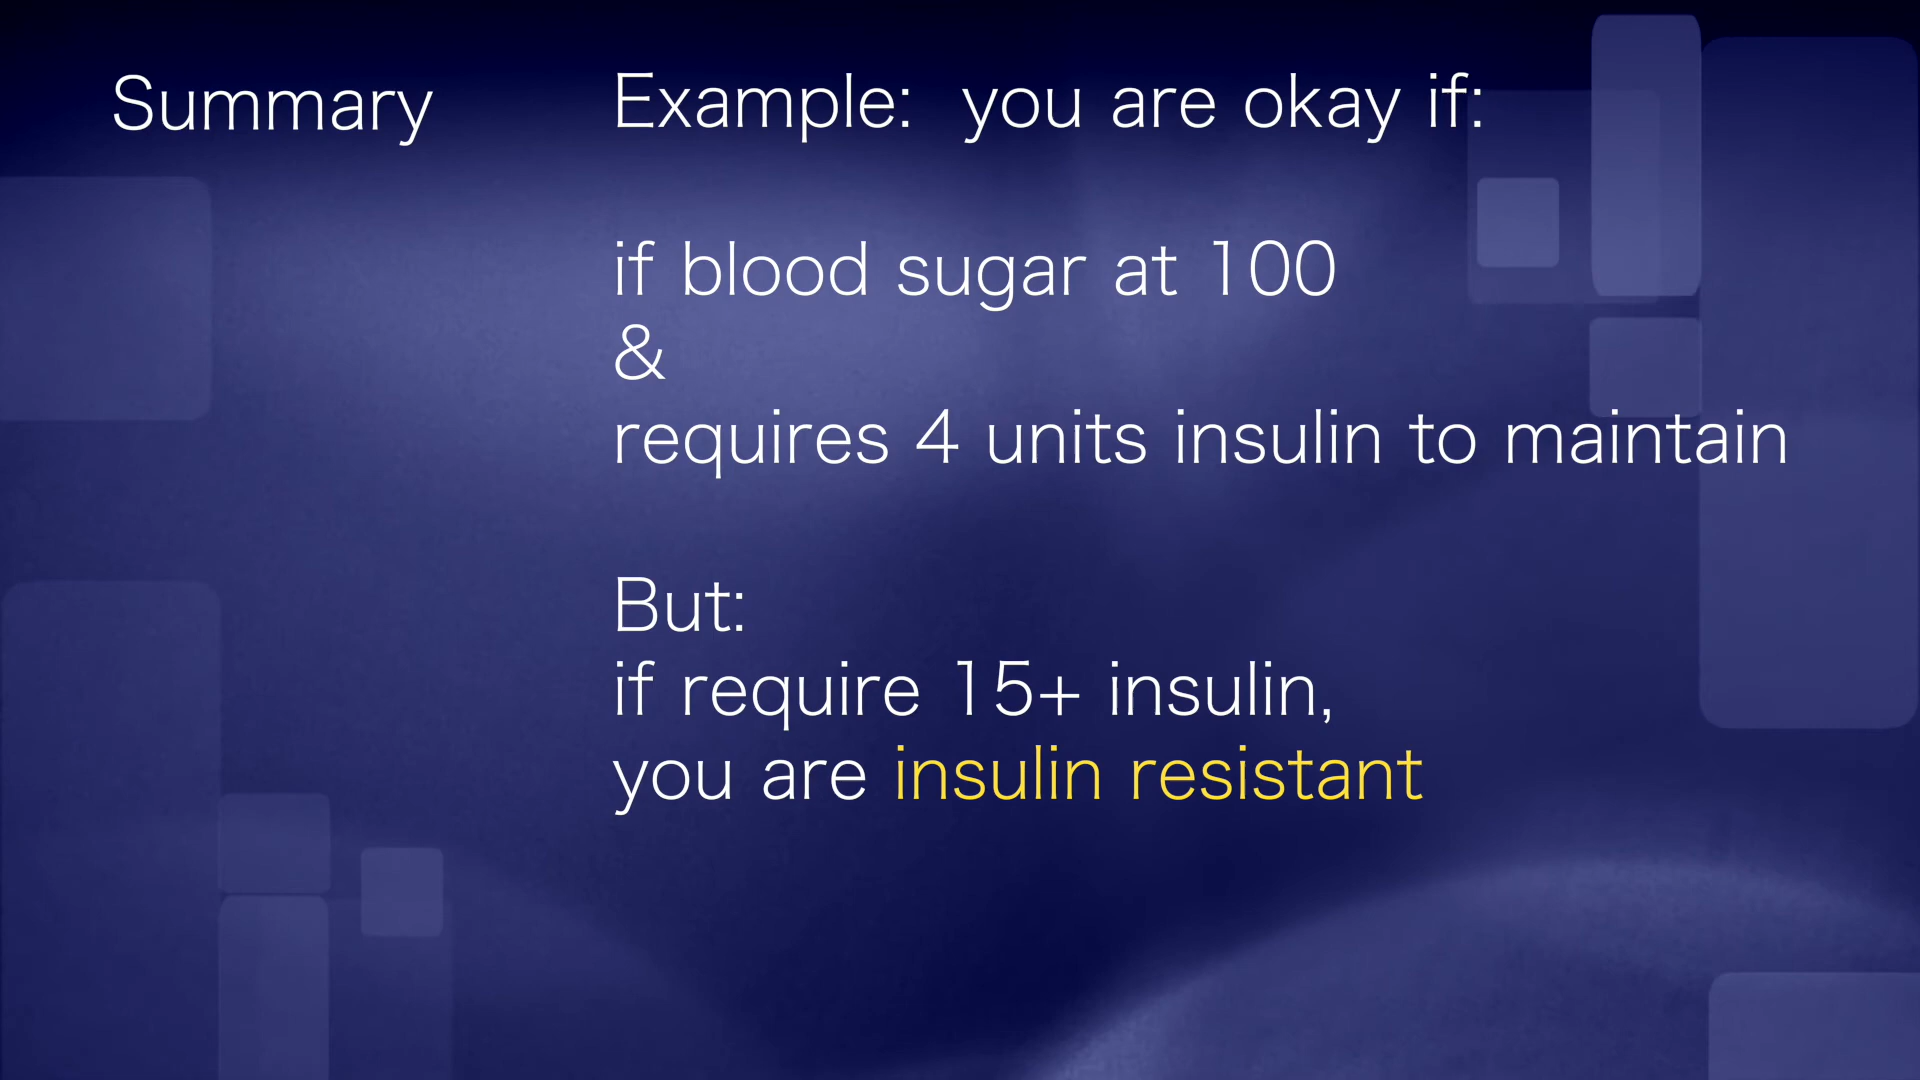 Summary
Example: you are okay if:
if blood sugar at 100
&
requires 4 units insulin to maintain
But:
if require 15+ insulin,
you are insulin resistant